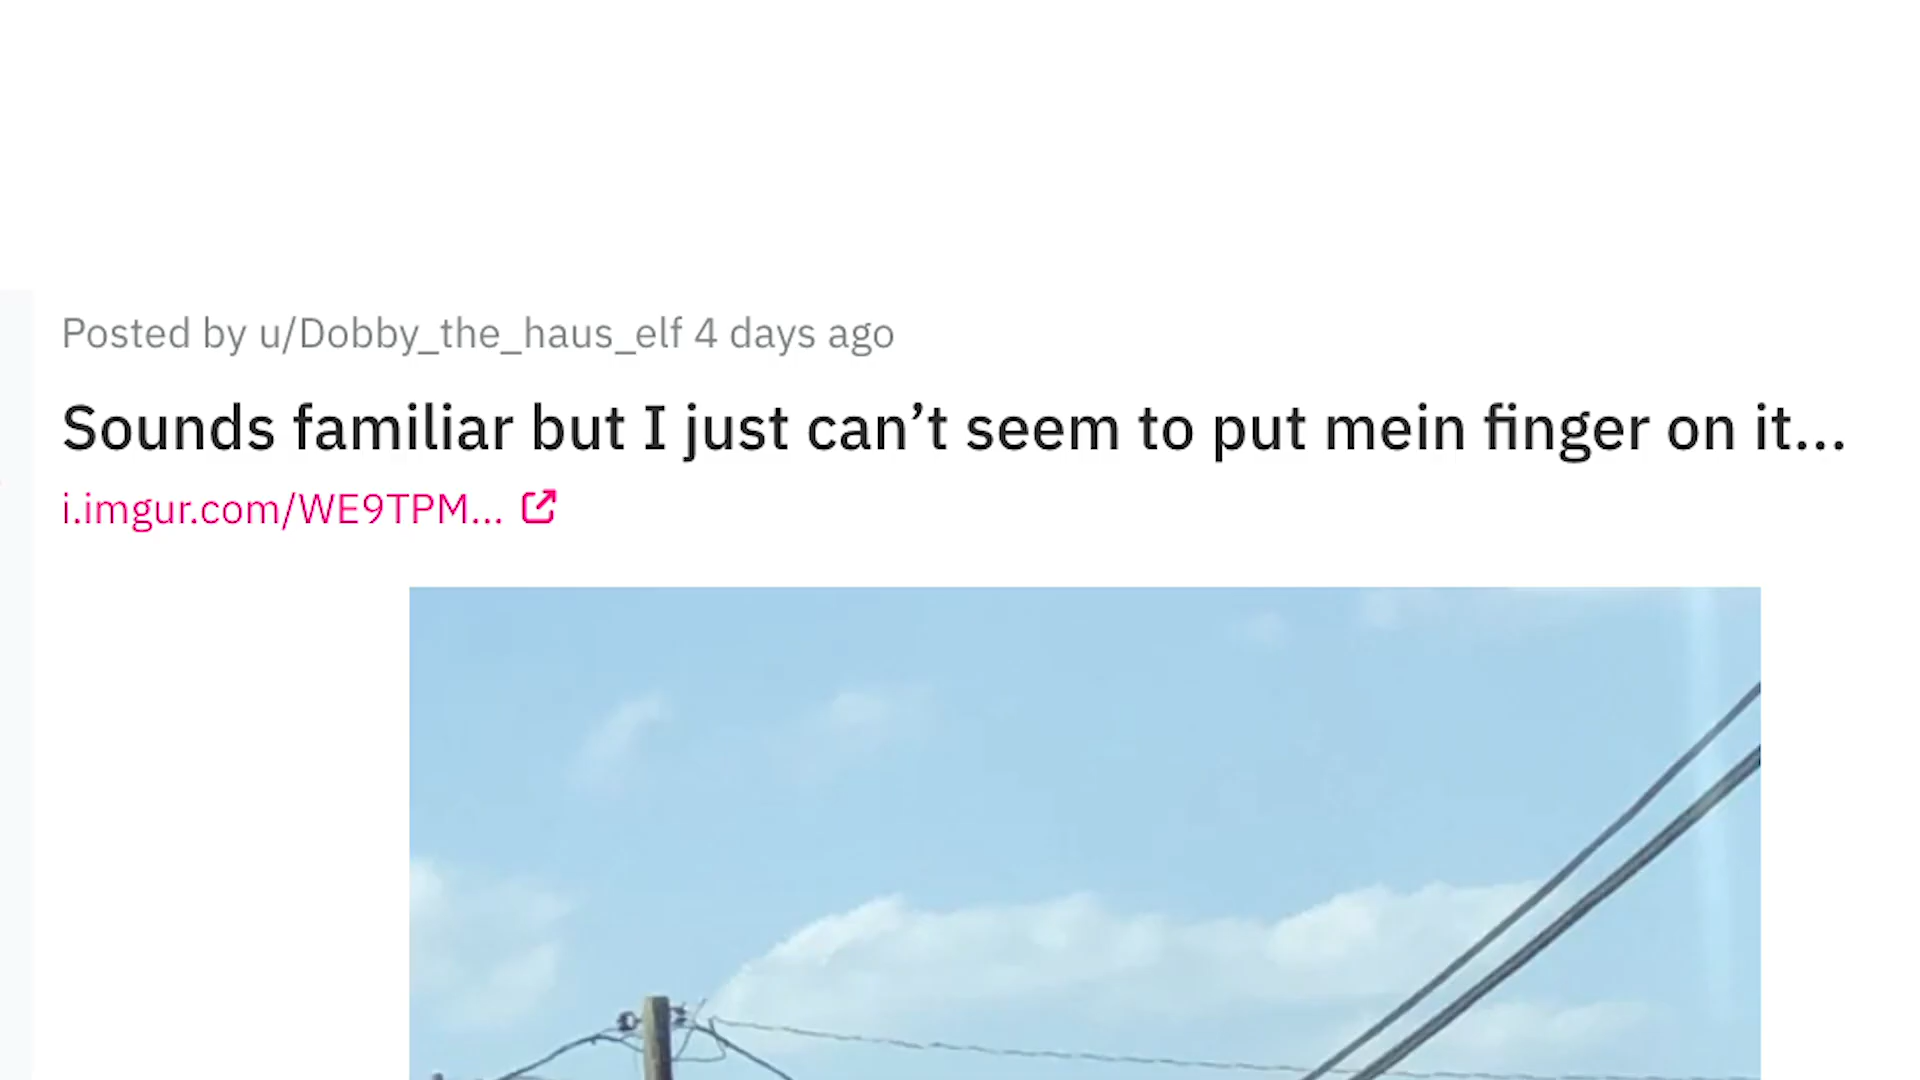 Posted by u/Dobby_the_haus_elf 4 days ago
Sounds familiar but I just can’t seem to put mein finger on it...
i.imgur.com/WE9TPM...